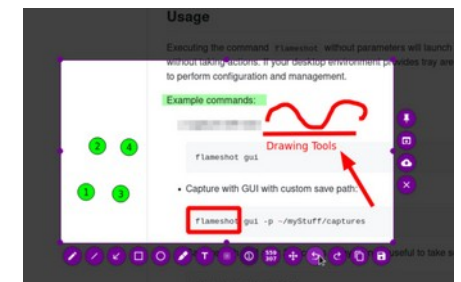 Usage
Executing the command flameshot without parameters will launch
without taking actions. If your desktop environment provides tray are
to perform configuration and management.
Example commands:
Drawing Tools
2 4
flameshot gui
1 3
• Capture with GUI with custom save path:
flameshot gui -p ~/myStuff/captures
T 559 307
useful to take s